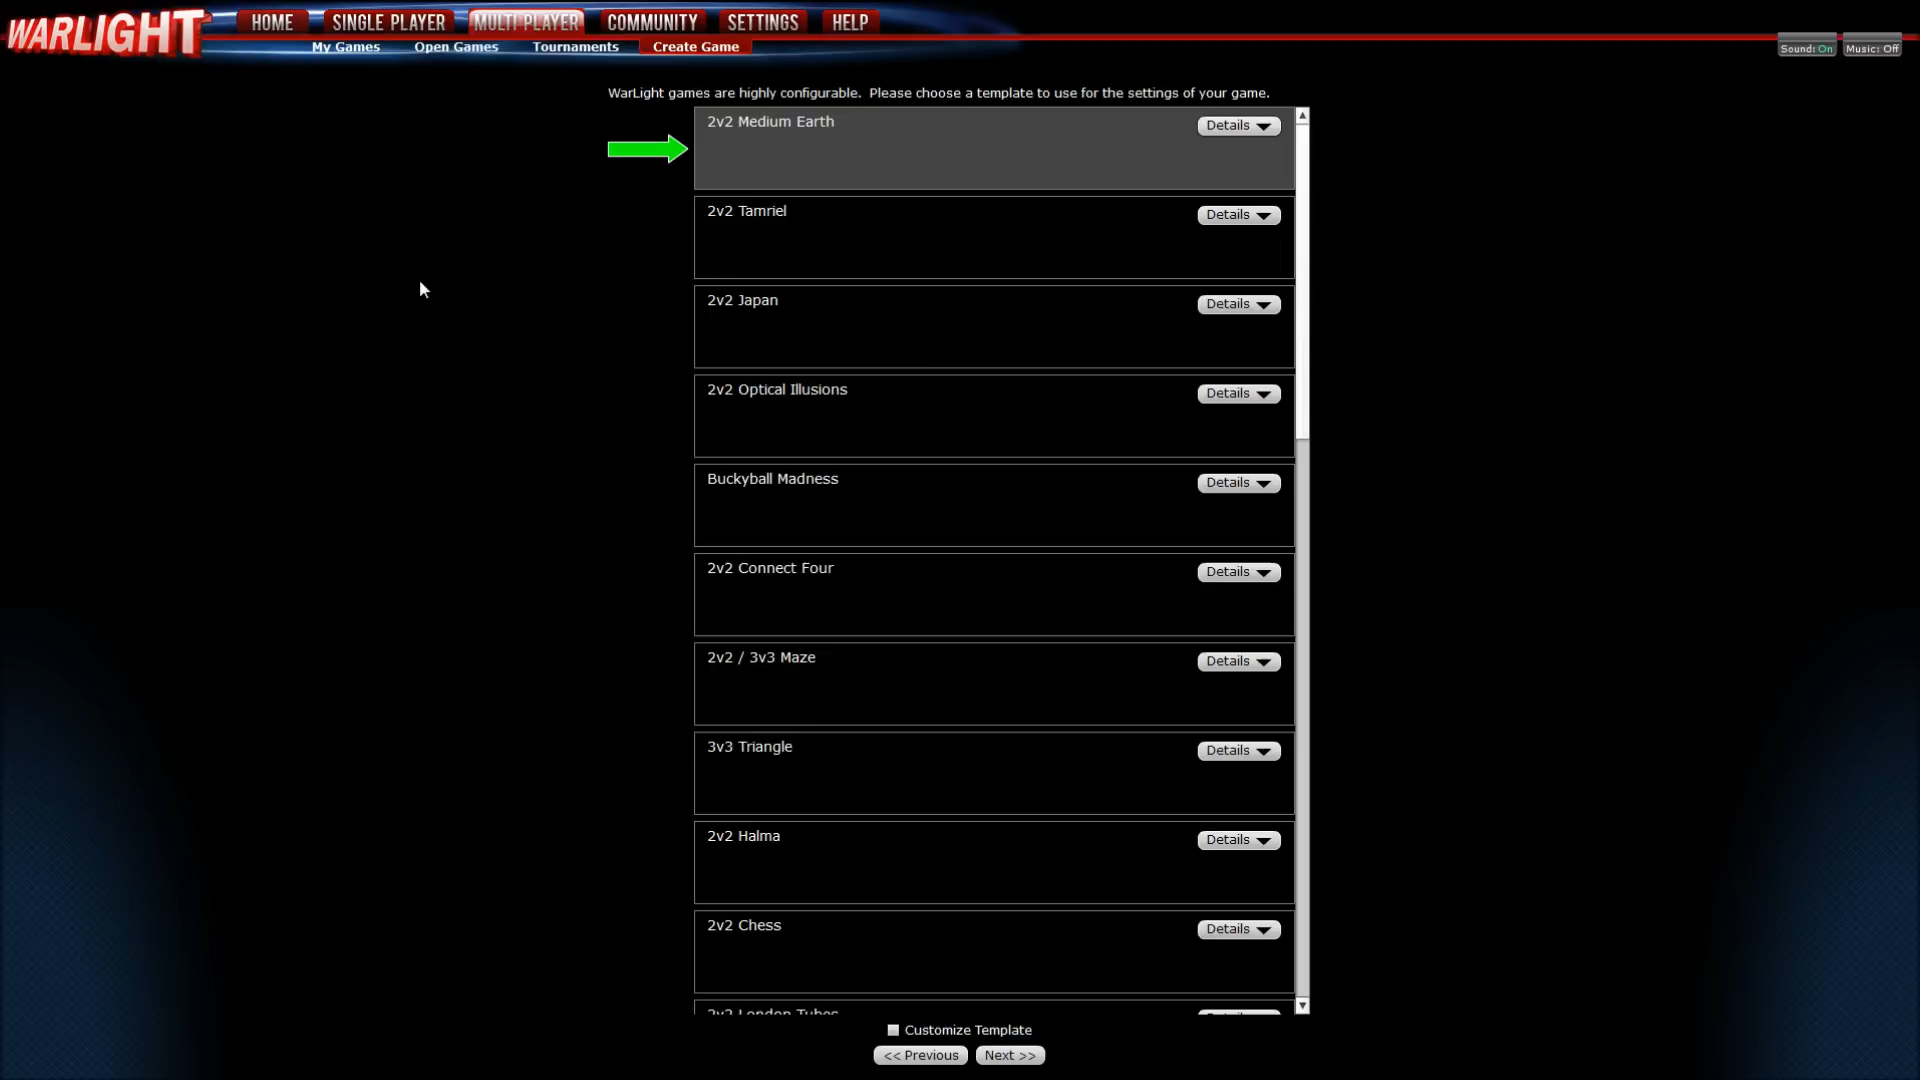 WARLIGHT
HOME SINGLE PLAYER MULTI PLAYER COMMUNITY SETTINGS HELP
My Games Open Games Tournaments Create Game
Sound: On Music: Off
WarLight games are highly configurable. Please choose a template to use for the settings of your game.
2v2 Medium Earth Details
2v2 Tamriel Details
2v2 Japan Details
2v2 Optical Illusions Details
Buckyball Madness Details
2v2 Connect Four Details
2v2 / 3v3 Maze Details
3v3 Triangle Details
2v2 Halma Details
2v2 Chess Details
2v2 London Tubes
Customize Template
<< Previous Next >>